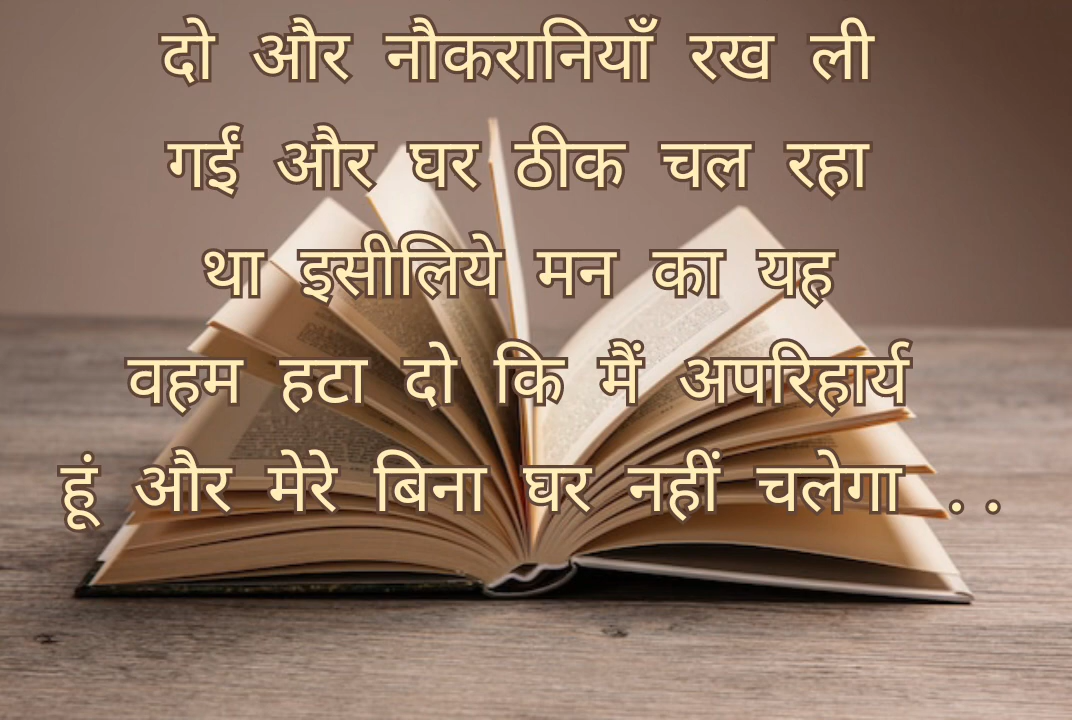 दो और नौकरानियाँ रख ली
गईं और घर ठीक चल रहा
था इसीलिये मन का यह
वहम हटा दो कि मैं अपरिहार्य
हूं और मेरे बिना घर नहीं चलेगा . .